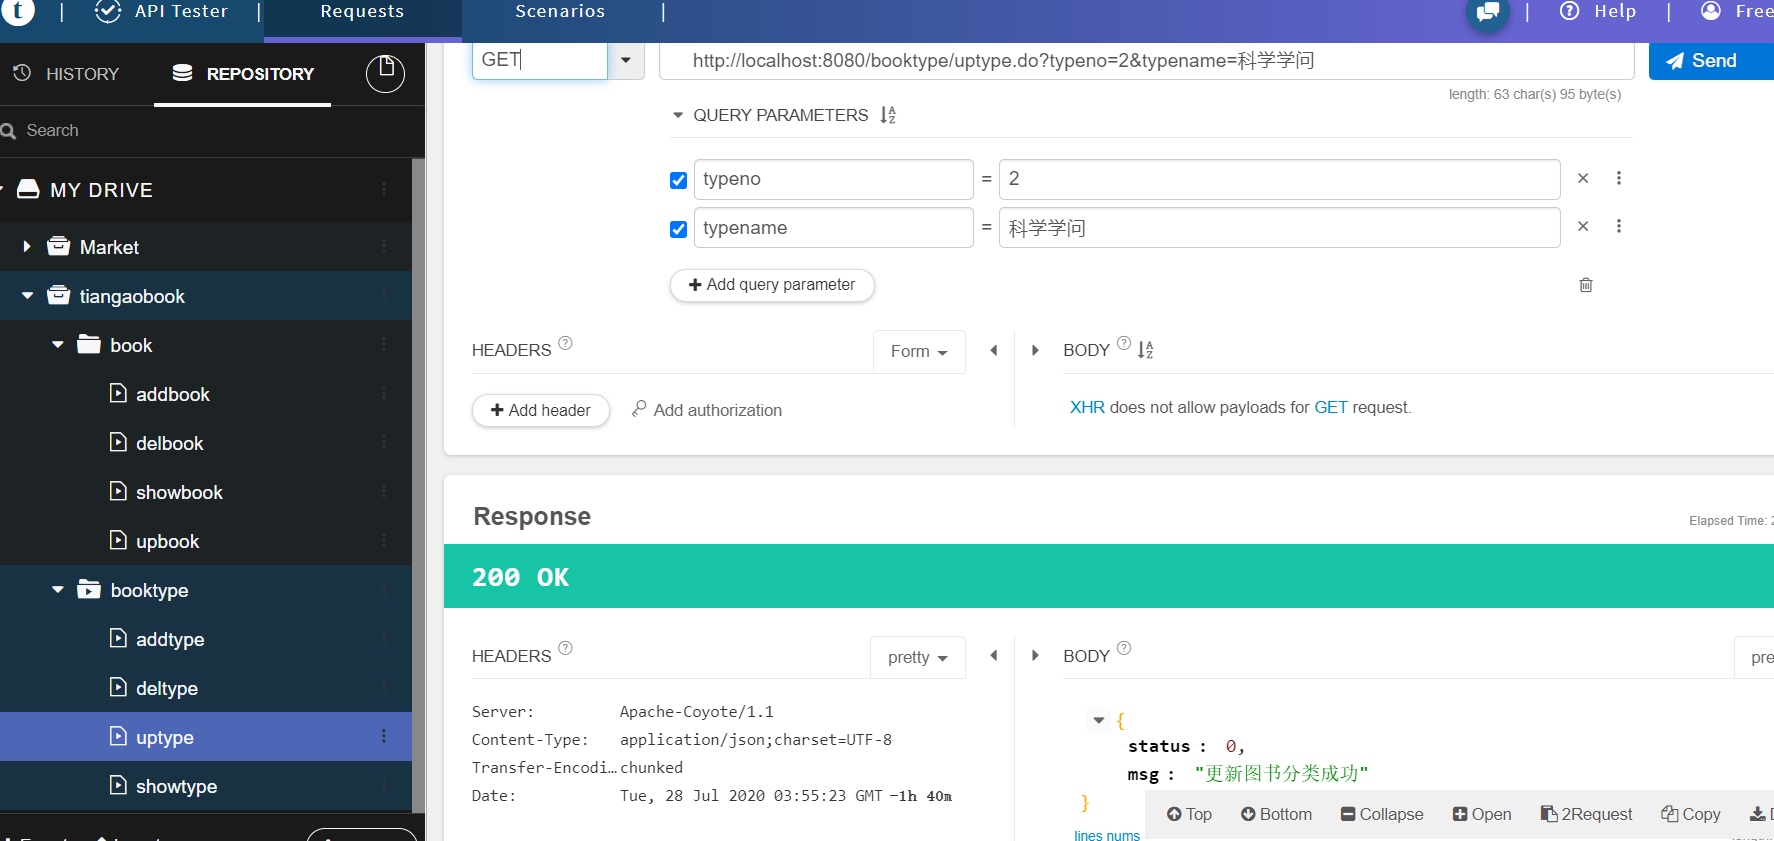 t | API Tester | Requests Scenarios | | Help | Free
HISTORY REPOSITORY
Search
MY DRIVE
Market
tiangaobook
book
addbook
delbook
showbook
upbook
booktype
addtype
deltype
uptype
showtype
GET http://localhost:8080/booktype/uptype.do?typeno=2&typename=科学学问 Send
length: 63 char(s) 95 byte(s)
QUERY PARAMETERS
typeno = 2
typename = 科学学问
Add query parameter
HEADERS Form BODY
Add header Add authorization XHR does not allow payloads for GET request.
Response
Elapsed Time:
200 OK
HEADERS pretty BODY
Server: Apache-Coyote/1.1
Content-Type: application/json;charset=UTF-8
Transfer-Encodi… chunked
Date: Tue, 28 Jul 2020 03:55:23 GMT -1h 40m
{
status : 0,
msg : "更新图书分类成功"
}
Top Bottom Collapse Open 2Request Copy
lines nums